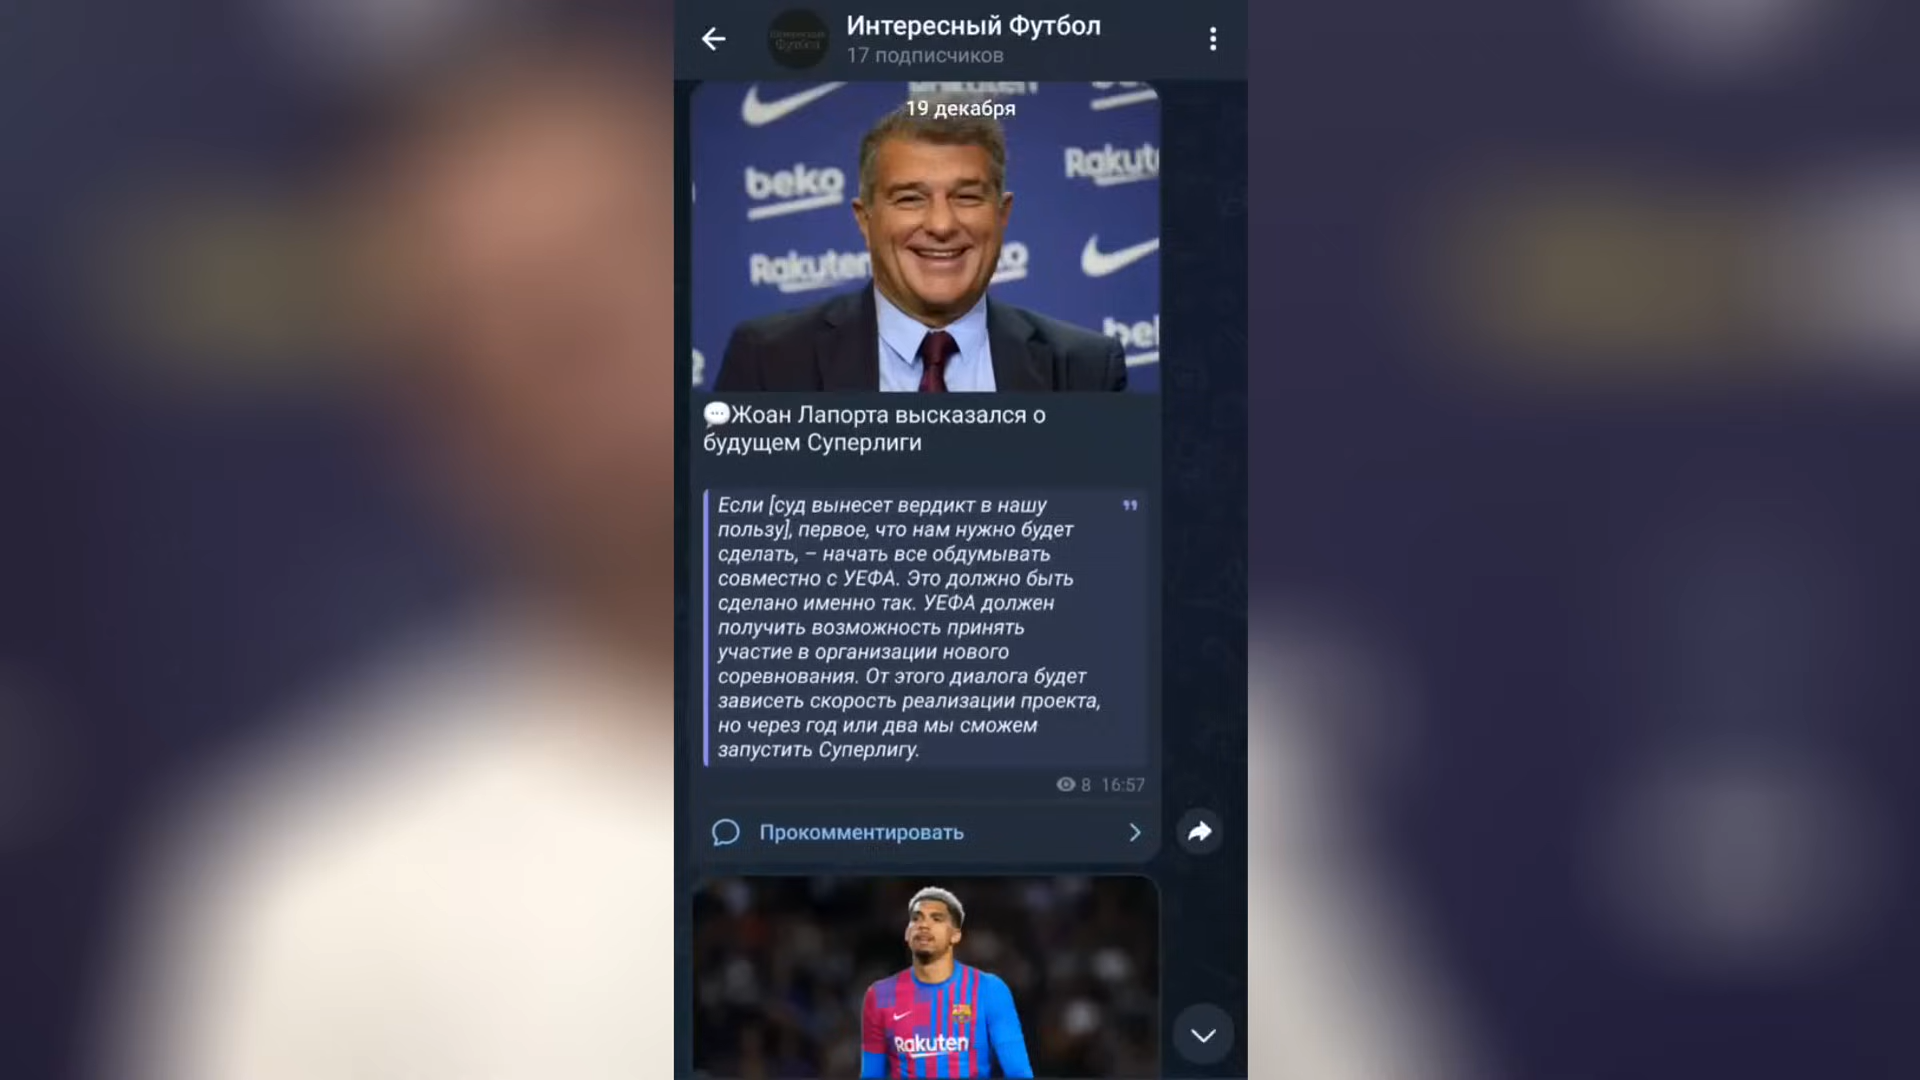 Интересный Футбол
17 подписчиков
19 декабря
beko
Rakuten
beko
💬Жоан Лапорта высказался о
будущем Суперлиги
Если [суд вынесет вердикт в нашу
пользу], первое, что нам нужно будет
сделать, – начать все обдумывать
совместно с УЕФА. Это должно быть
сделано именно так. УЕФА должен
получить возможность принять
участие в организации нового
соревнования. От этого диалога будет
зависеть скорость реализации проекта,
но через год или два мы сможем
запустить Суперлигу.
8 16:57
Прокомментировать
Rakuten